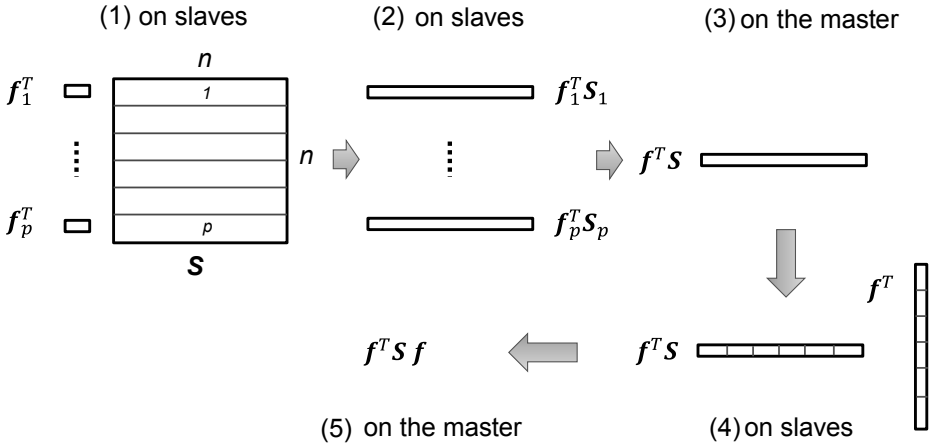 (1) on slaves
(2) on slaves
(3) on the master
n
f_1^T
1
f_1^T S_1
n
f^T S
f_p^T
p
f_p^T S_p
S
f^T
f^T S f
f^T S
(5) on the master
(4) on slaves